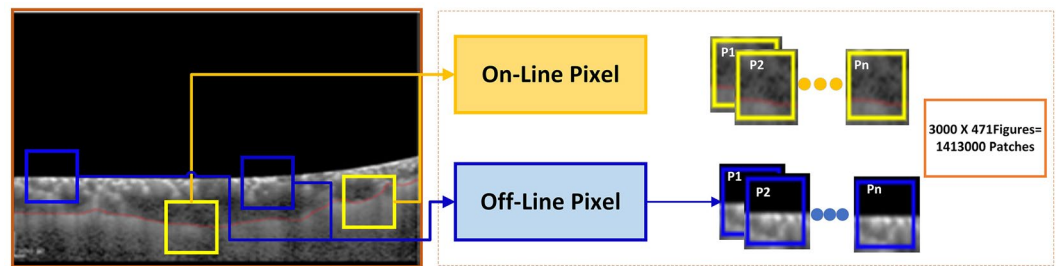 On-Line Pixel
P1
P2
Pn
3000 X 471Figures=
1413000 Patches
Off-Line Pixel
P1
P2
Pn